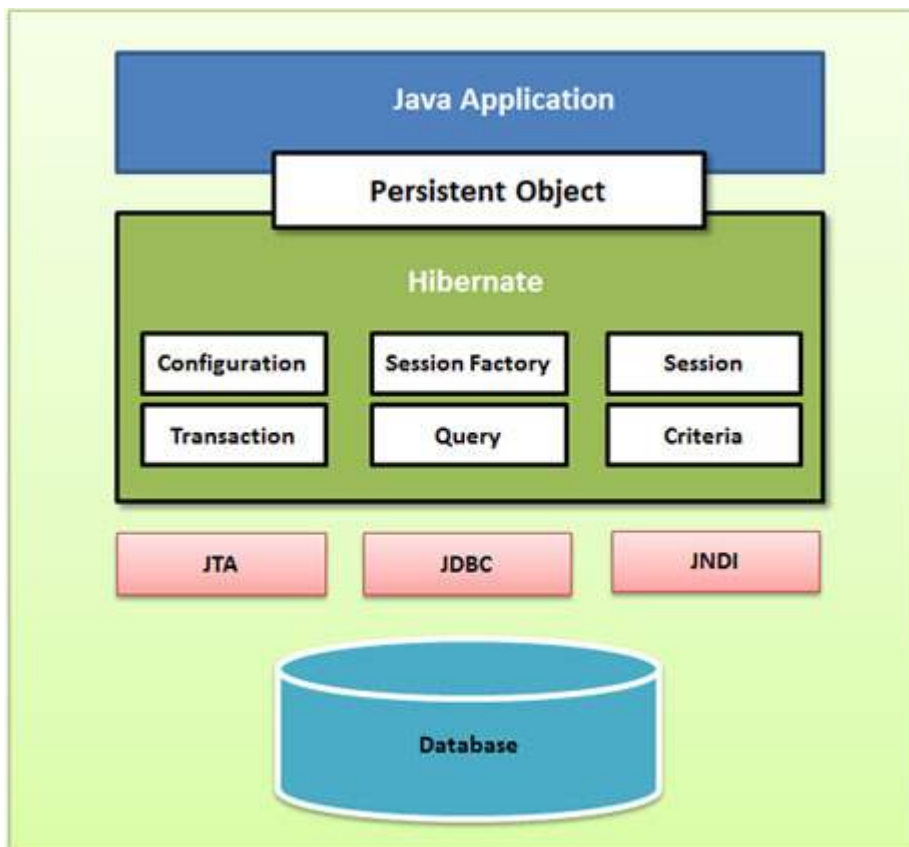 Java Application
Persistent Object
Hibernate
Configuration
Session Factory
Session
Transaction
Query
Criteria
JTA
JDBC
JNDI
Database